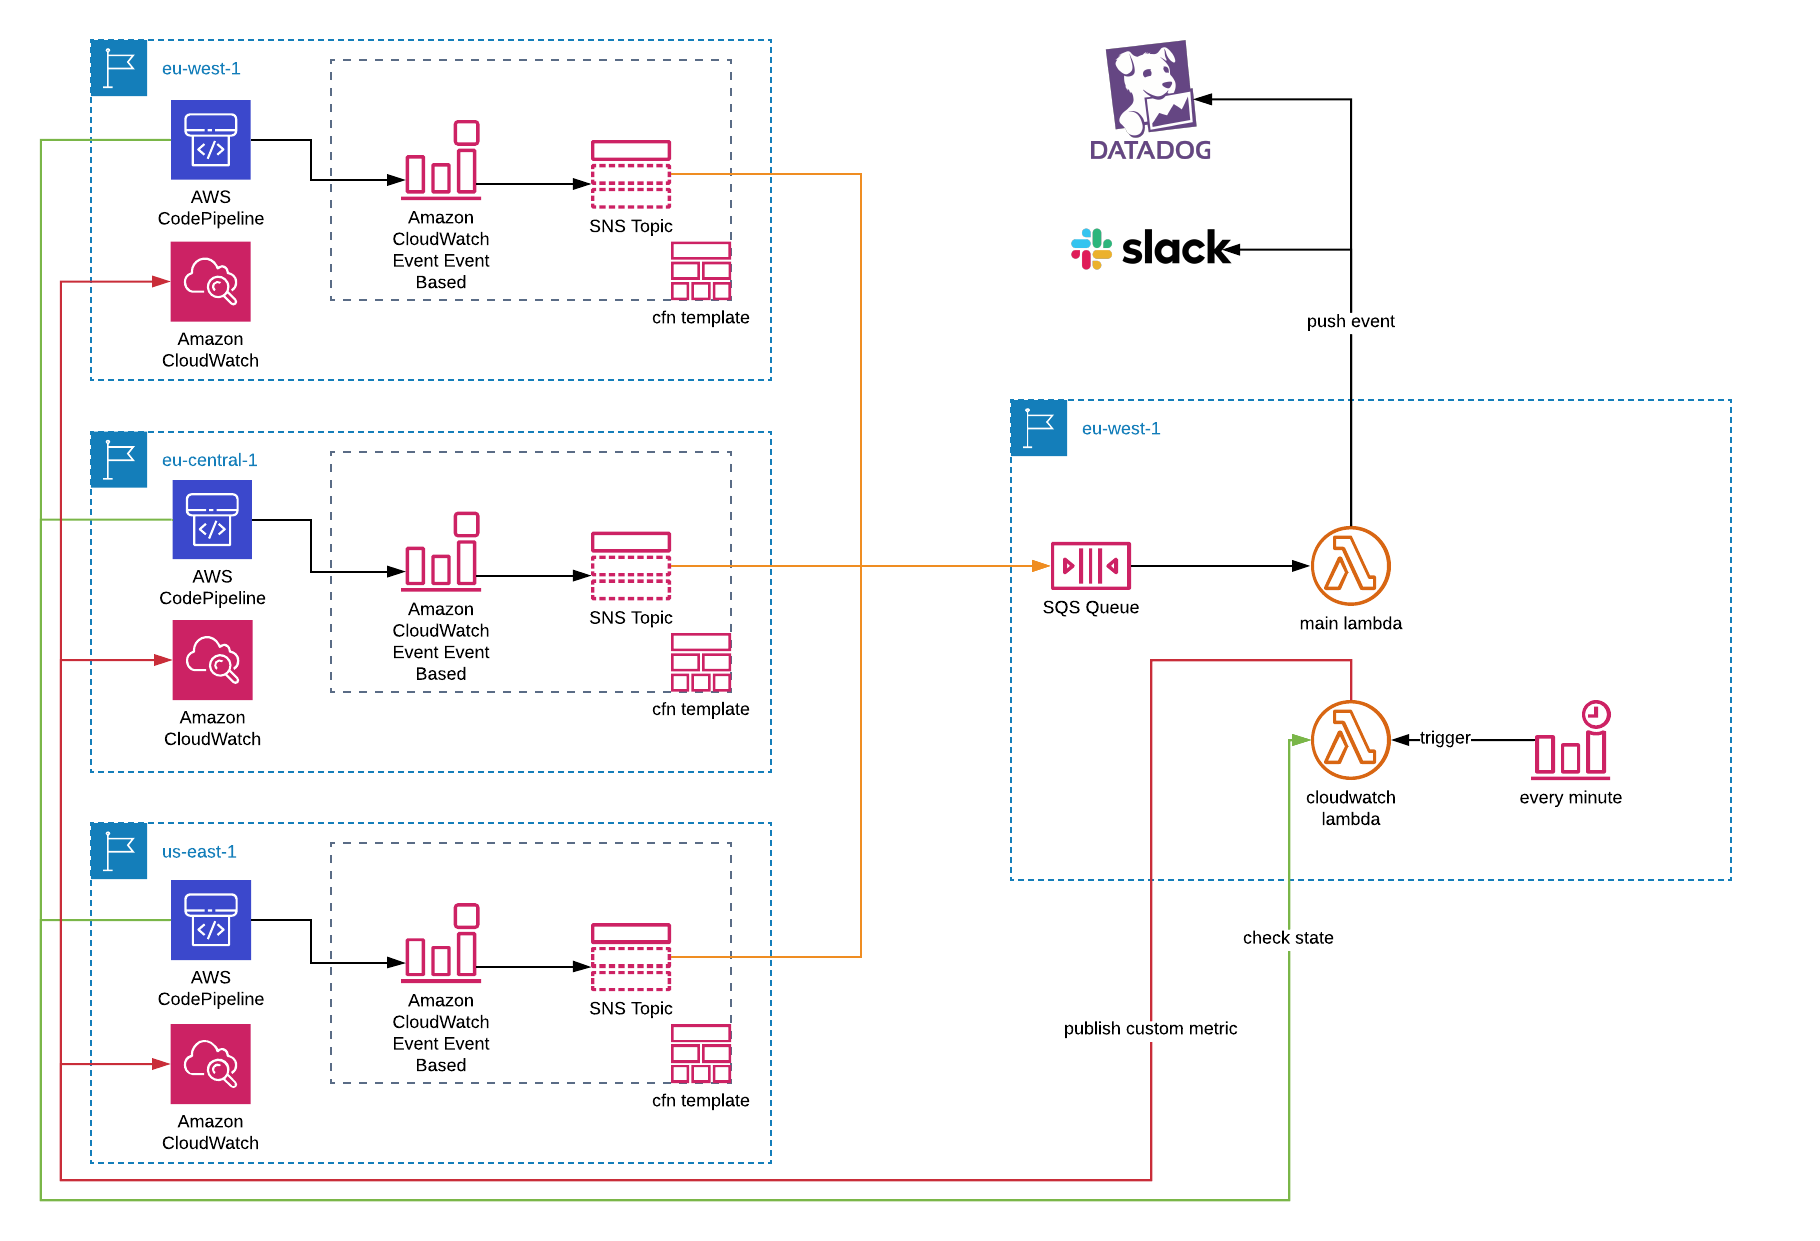 eu-west-1
AWS
CodePipeline
Amazon
CloudWatch
Event Event
Based
SNS Topic
cfn template
Amazon
CloudWatch
eu-central-1
AWS
CodePipeline
Amazon
CloudWatch
Event Event
Based
SNS Topic
cfn template
Amazon
CloudWatch
us-east-1
AWS
CodePipeline
Amazon
CloudWatch
Event Event
Based
SNS Topic
cfn template
Amazon
CloudWatch
DATADOG
slack
push event
eu-west-1
SQS Queue
main lambda
trigger
cloudwatch
lambda
every minute
check state
publish custom metric